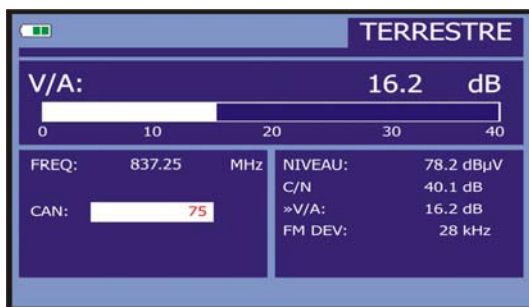 TERRESTRE
V/A: 16.2 dB
0 10 20 30 40
FREQ: 837.25 MHz
CAN: 75
NIVEAU: 78.2 dBµV
C/N 40.1 dB
»V/A: 16.2 dB
FM DEV: 28 kHz